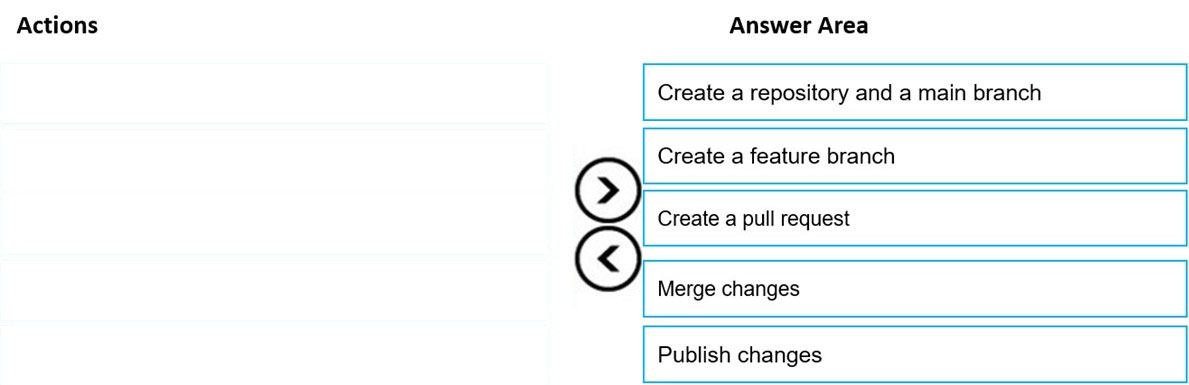 Actions
Answer Area
Create a repository and a main branch
Create a feature branch
Create a pull request
Merge changes
Publish changes